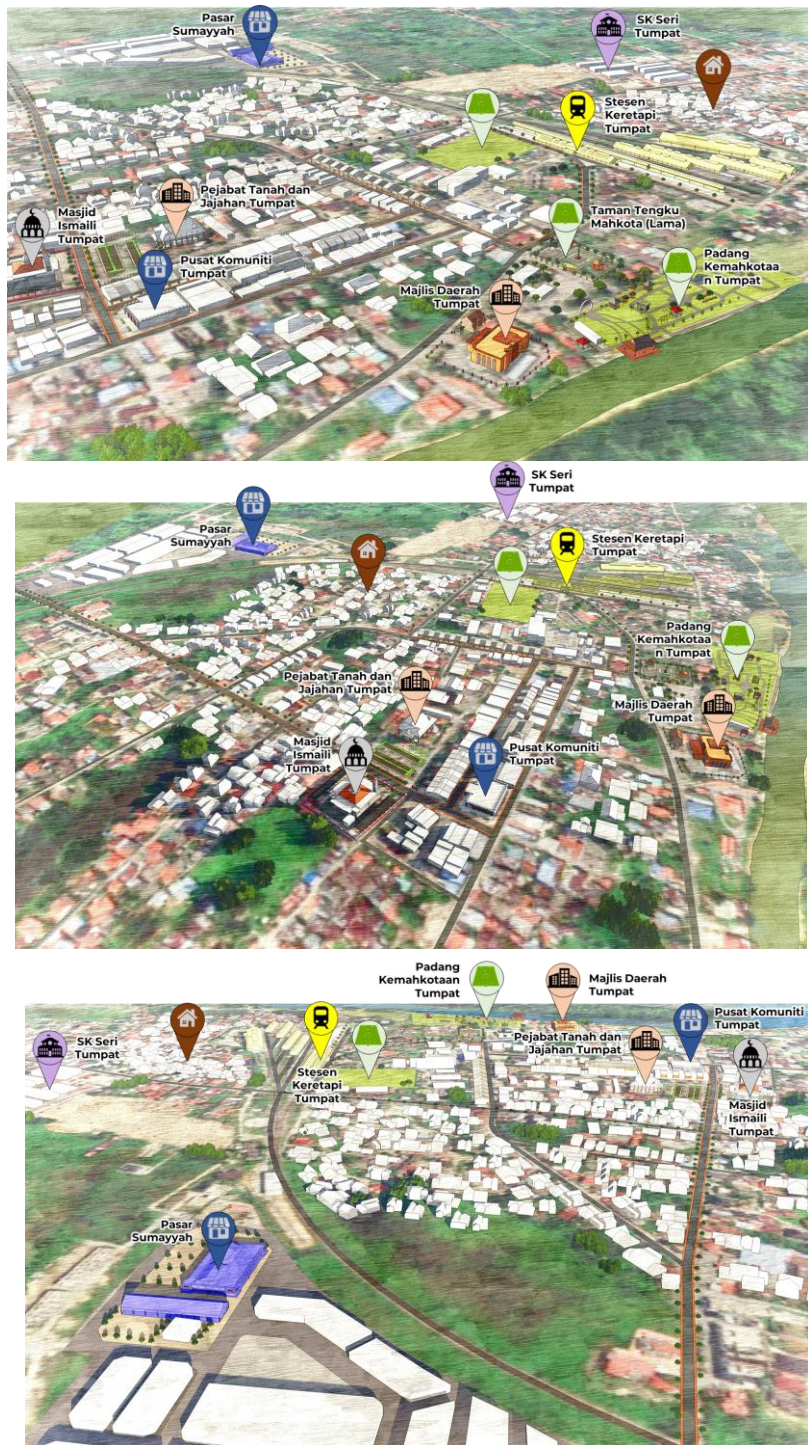 Pasar
Sumayyah
SK Seri
Tumpat
Stesen
Keretapi
Tumpat
Pejabat Tanah dan
Jajahan Tumpat
Masjid
Ismaili
Tumpat
Taman Tengku
Mahkota (Lama)
Pusat Komuniti
Tumpat
Padang
Kemahkotaa
n Tumpat
Majlis Daerah
Tumpat
SK Seri
Tumpat
Pasar
Sumayyah
Stesen Keretapi
Tumpat
Padang
Kemahkotaa
n Tumpat
Pejabat Tanah dan
Jajahan Tumpat
Majlis Daerah
Tumpat
Masjid
Ismaili
Tumpat
Pusat Komuniti
Tumpat
Padang
Kemahkotaan
Tumpat
Majlis Daerah
Tumpat
Pusat Komuniti
Tumpat
SK Seri
Tumpat
Pejabat Tanah dan
Jajahan Tumpat
Stesen
Keretapi
Tumpat
Masjid
Ismaili
Tumpat
Pasar
Sumayyah